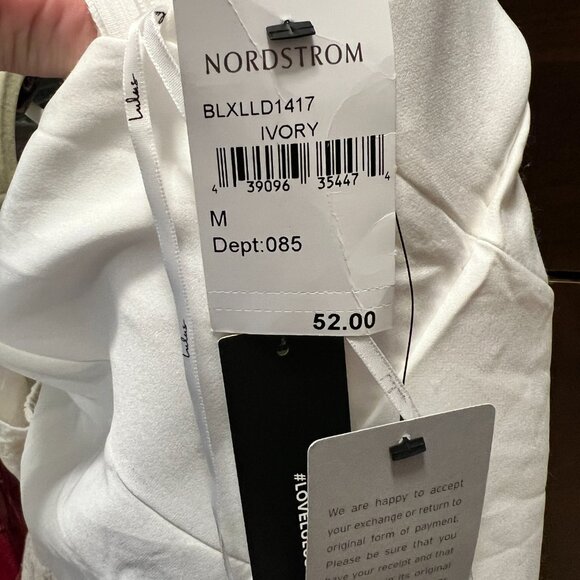 NORDSTROM
BLXLLD1417
IVORY
4 39096 35447 4
M
Dept:085
52.00
Lulus
Lulus
#LOVELULUS
We are happy to accept
your exchange or return to
original form of payment.
Please be sure that you
have your receipt and that
its original